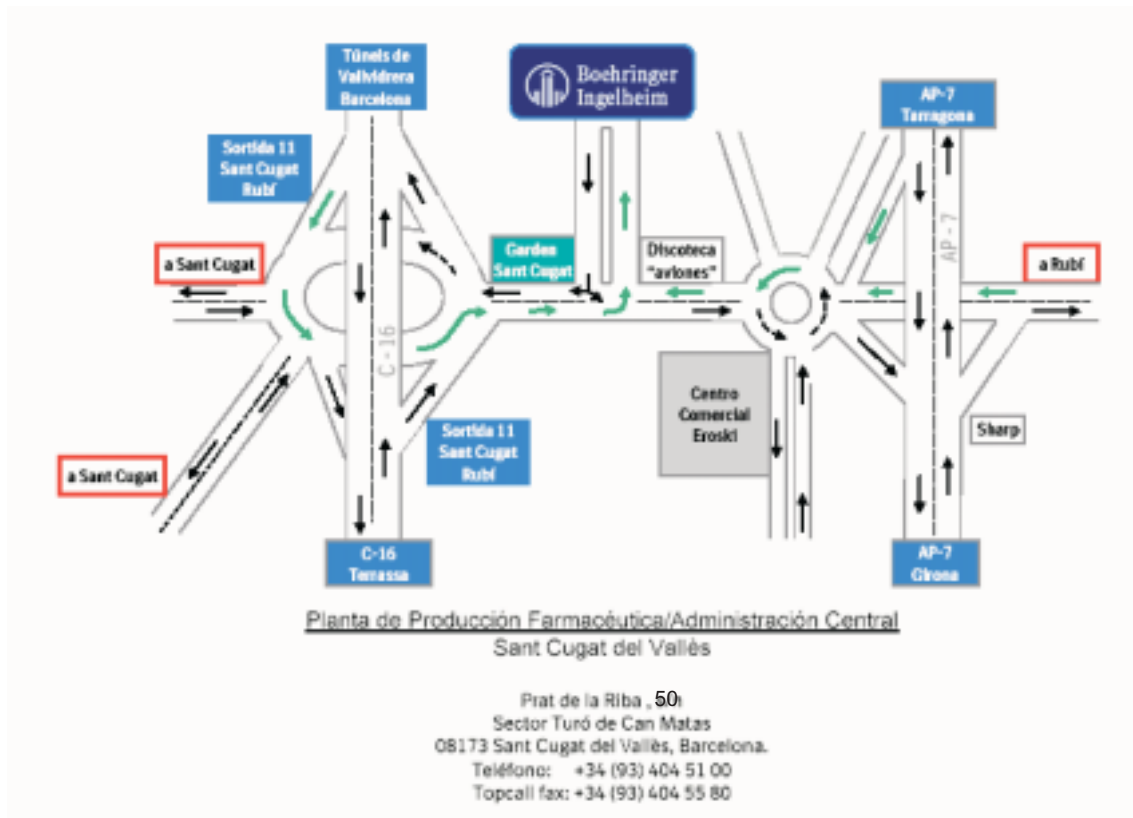 Túnels de
Vallvidrera
Barcelona
Boehringer
Ingelheim
AP-7
Tarragona
Sortida 11
Sant Cugat
Rubí
a Sant Cugat
Garden
Sant Cugat
Discoteca
"aviones"
AP-7
a Rubí
C-16
Centro
Comercial
Eroski
Sortida 11
Sant Cugat
Rubí
Sharp
a Sant Cugat
C-16
Terrassa
AP-7
Girona
Planta de Producción Farmacéutica/Administración Central
Sant Cugat del Vallès
Prat de la Riba , 50
Sector Turó de Can Matas
08173 Sant Cugat del Vallès, Barcelona.
Teléfono: +34 (93) 404 51 00
Topcall fax: +34 (93) 404 55 80